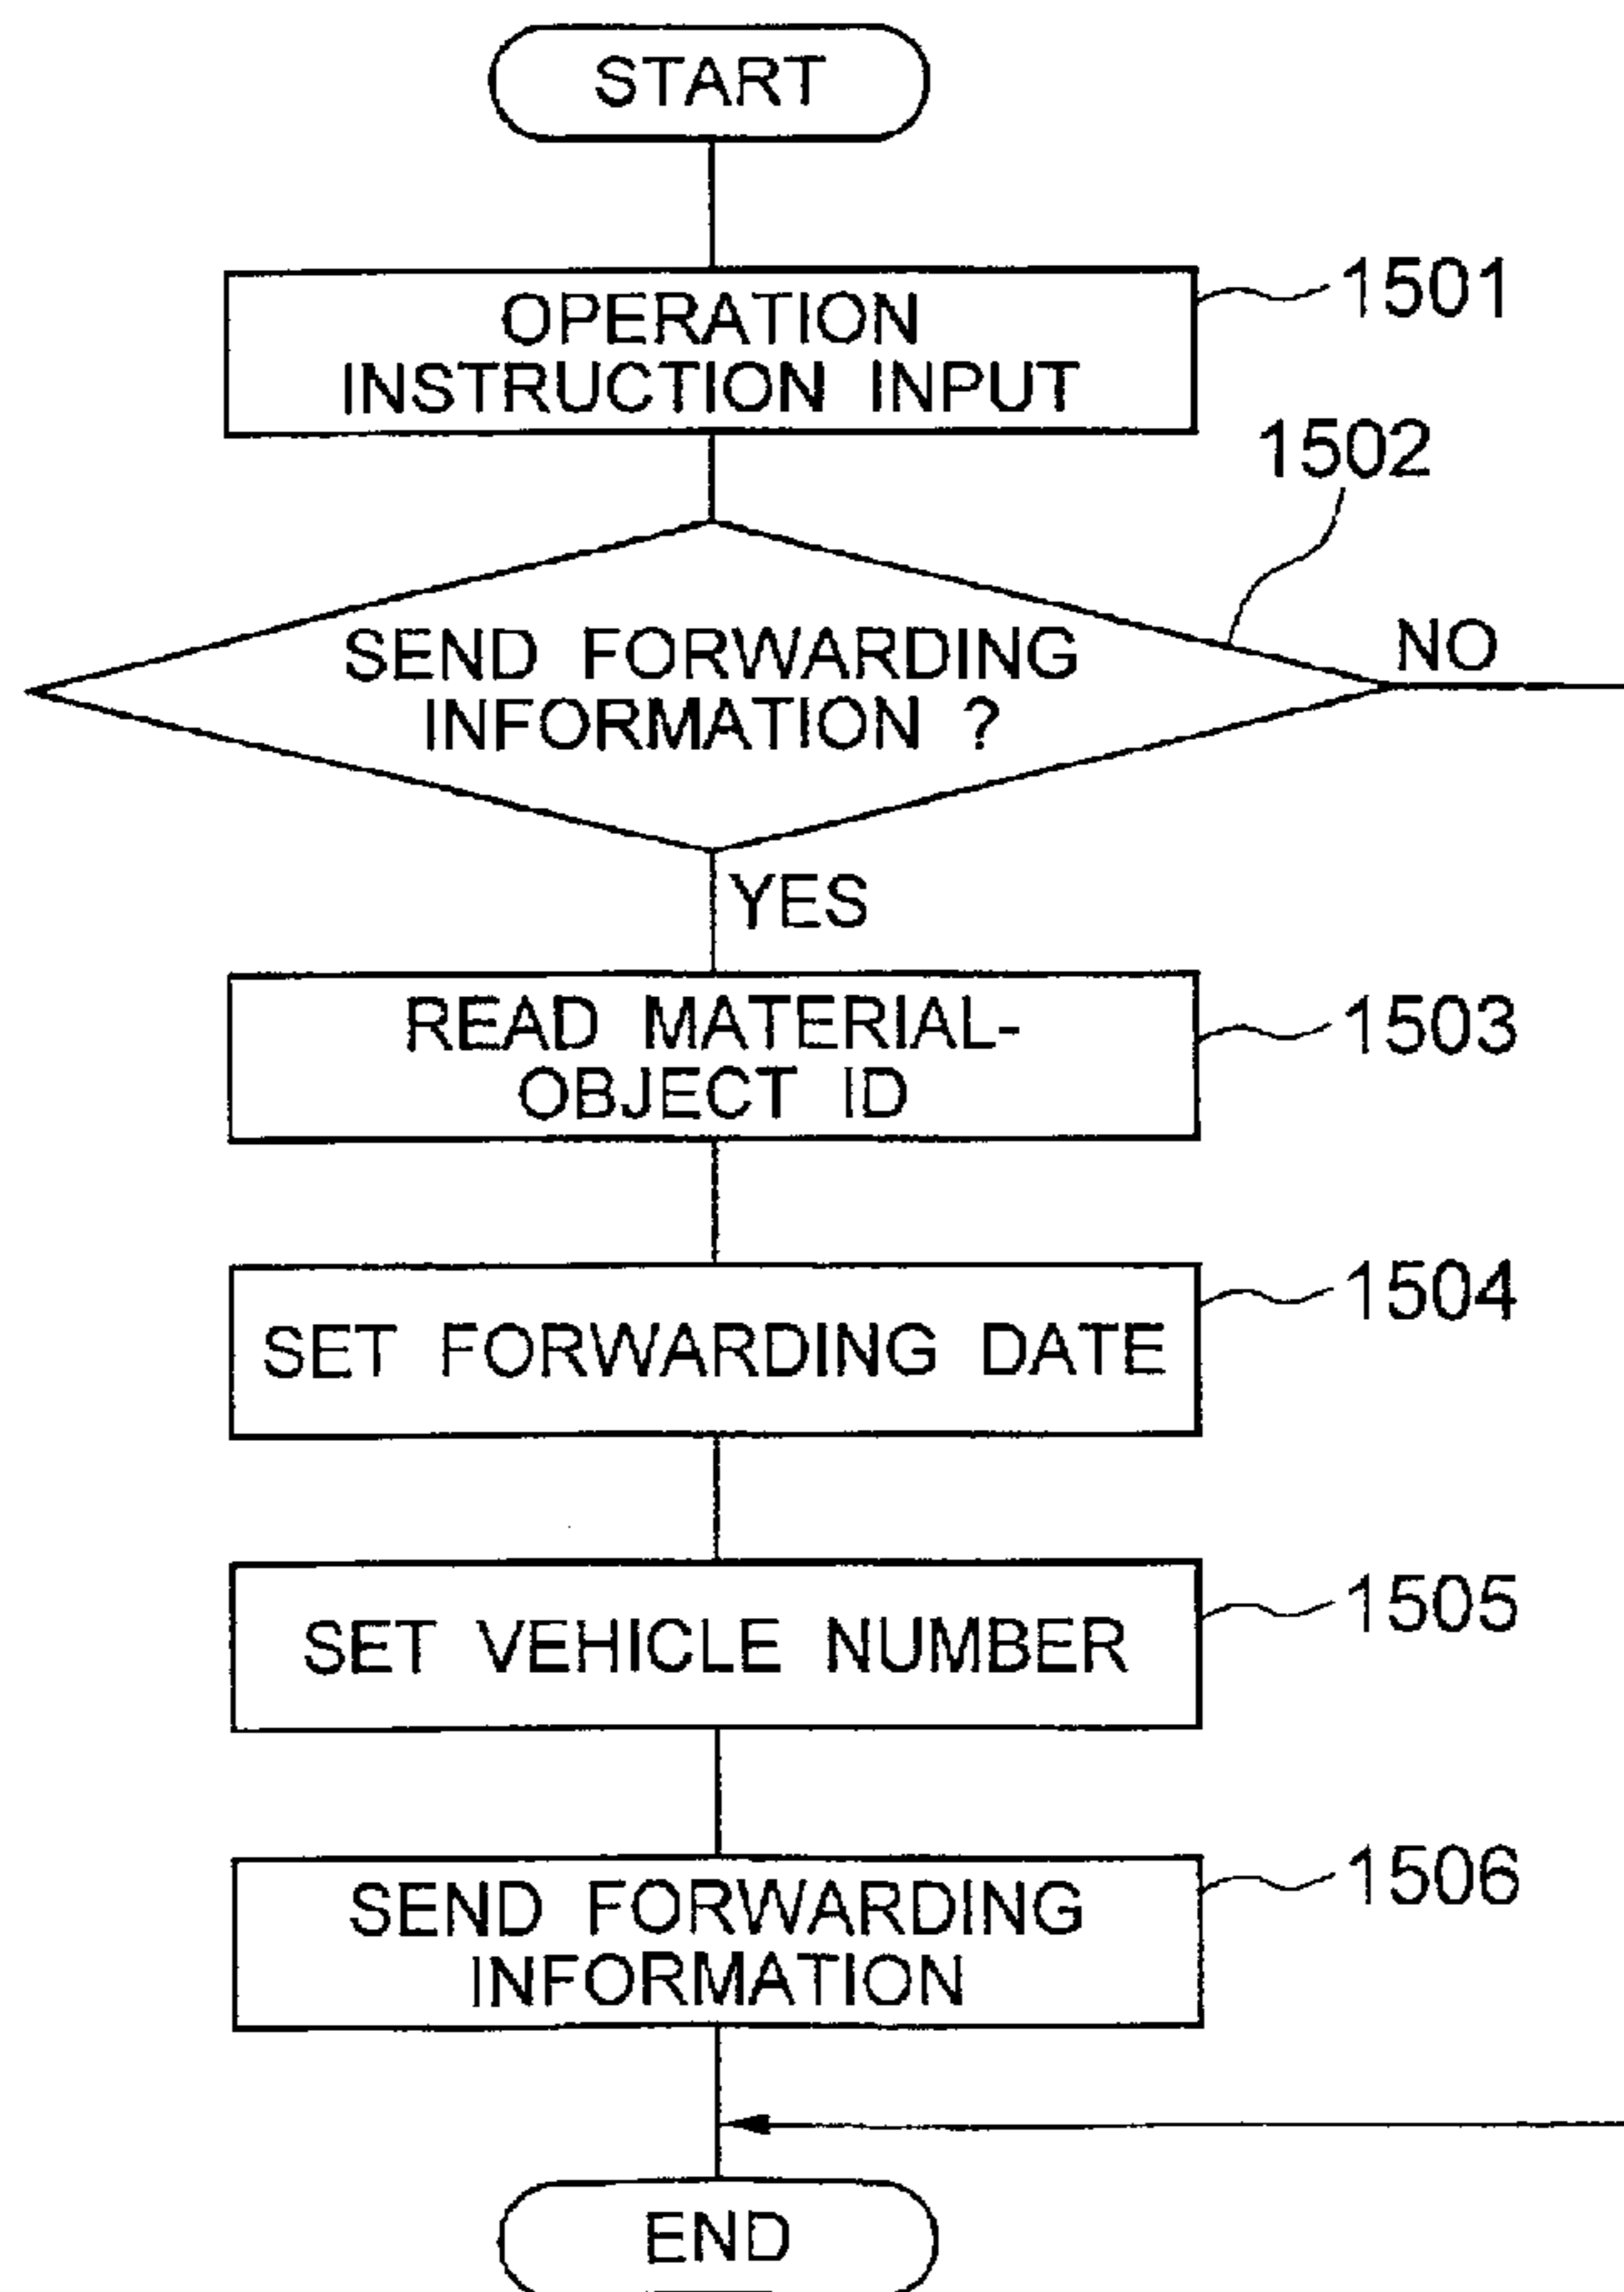 START
OPERATION
INSTRUCTION INPUT
1501
1502
SEND FORWARDING
INFORMATION ?
NO
YES
READ MATERIAL-
OBJECT ID
1503
SET FORWARDING DATE
1504
SET VEHICLE NUMBER
1505
SEND FORWARDING
INFORMATION
1506
END